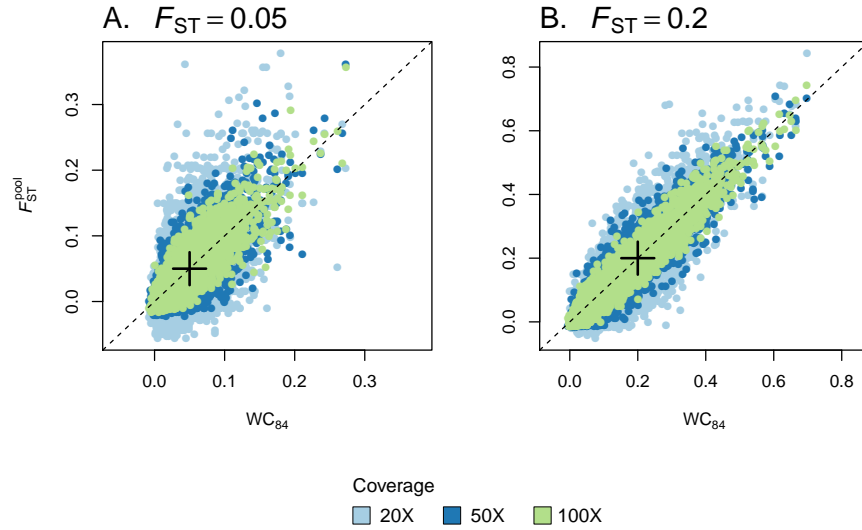 A. F_ST = 0.05
B. F_ST = 0.2
F_ST^pool
0.3
0.2
0.1
0.0
0.0 0.1 0.2 0.3
WC_84
0.8
0.6
0.4
0.2
0.0
0.0 0.2 0.4 0.6 0.8
WC_84
Coverage
20X 50X 100X